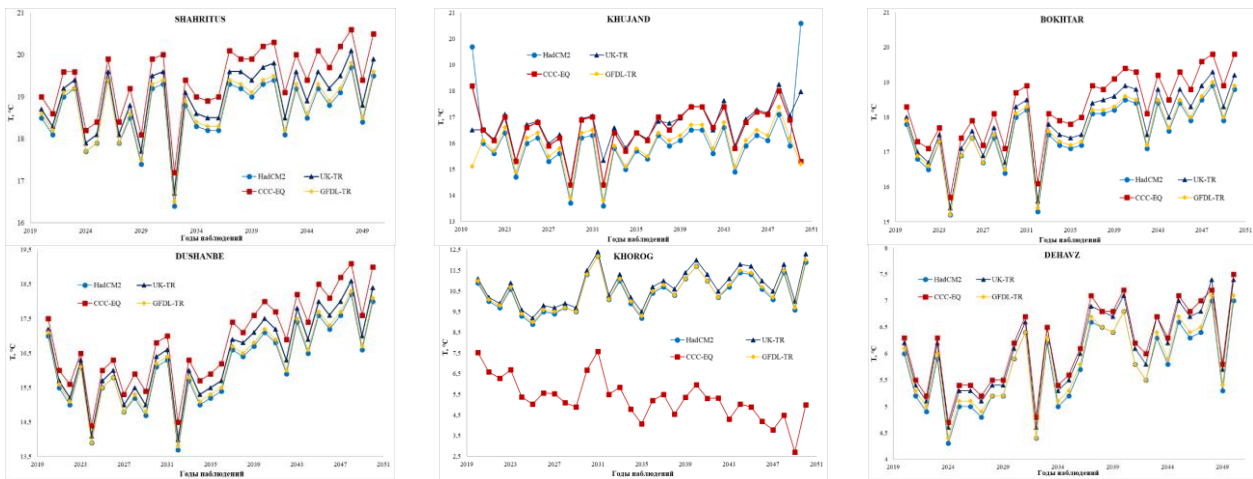 SHAHRITUS
21
20
19
18
17
16
T, °C
HadCM2
UK-TR
CCC-EQ
GFDL-TR
2019
2024
2029
2034
2039
2044
2049
Годы наблюдений
KHUJAND
21
20
19
18
17
16
15
14
13
T, °C
HadCM2
UK-TR
CCC-EQ
GFDL-TR
2019
2023
2027
2031
2035
2039
2043
2047
2051
Годы наблюдений
BOKHTAR
21
20
19
18
17
16
15
T, °C
HadCM2
UK-TR
CCC-EQ
GFDL-TR
2019
2023
2027
2031
2035
2039
2043
2047
2051
Годы наблюдений
DUSHANBE
19,5
18,5
17,5
16,5
15,5
14,5
13,5
T, °C
HadCM2
UK-TR
CCC-EQ
GFDL-TR
2019
2023
2027
2031
2035
2039
2043
2047
2051
Годы наблюдений
KHOROG
12,5
11,5
10,5
9,5
8,5
7,5
6,5
5,5
4,5
3,5
2,5
T, °C
HadCM2
UK-TR
CCC-EQ
GFDL-TR
2019
2023
2027
2031
2035
2039
2043
2047
2051
Годы наблюдений
DEHAVZ
8
7,5
7
6,5
6
5,5
5
4,5
4
T, °C
HadCM2
UK-TR
CCC-EQ
GFDL-TR
2019
2024
2029
2034
2039
2044
2049
Годы наблюдений